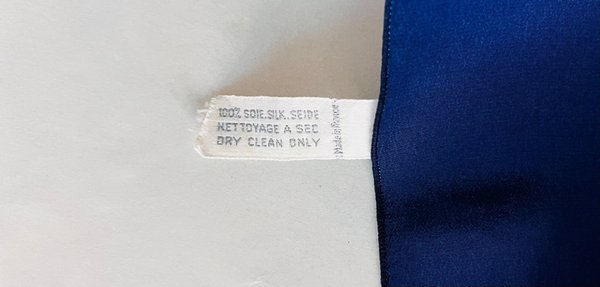 100% SOIE.SILK.SEIDE
NETTOYAGE A SEC
DRY CLEAN ONLY
Made in France